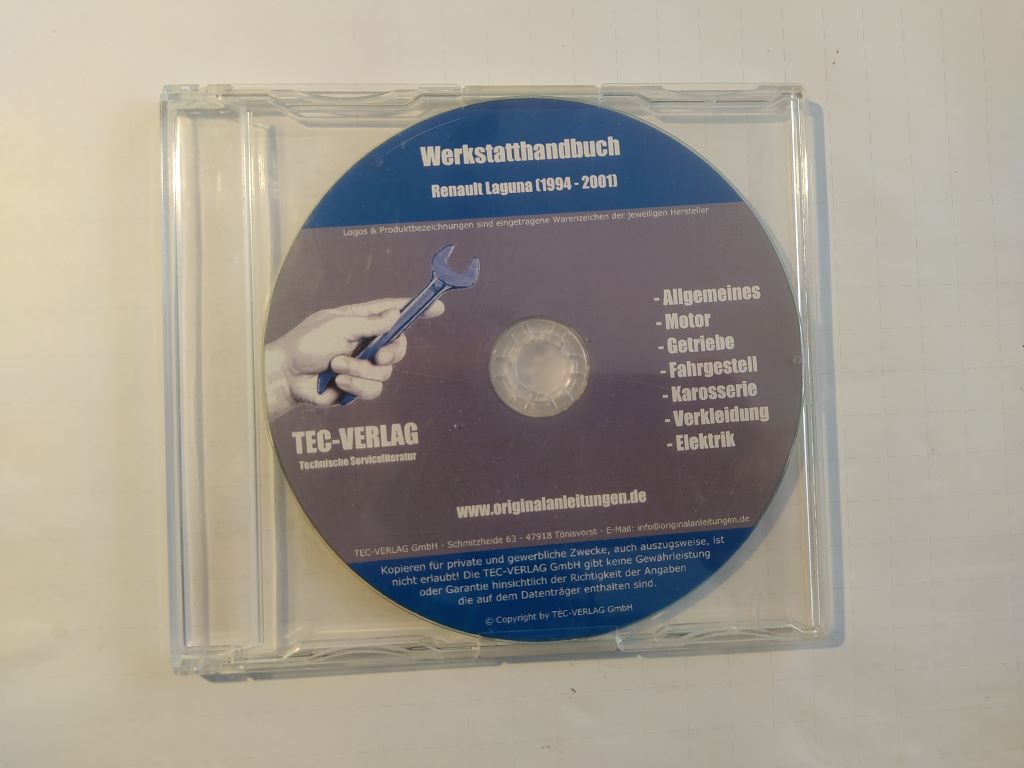 Werkstatthandbuch
Renault Laguna (1994 - 2001)
Logos & Produktbezeichnungen sind eingetragene Warenzeichen der jeweiligen Hersteller
- Allgemeines
- Motor
- Getriebe
- Fahrgestell
- Karosserie
- Verkleidung
- Elektrik
TEC-VERLAG
Technische Serviceliteratur
www.originalanleitungen.de
TEC-VERLAG GmbH - Schmitzheide 63 - 47918 Tönisvorst - E-Mail: info@originalanleitungen.de
Kopieren für private und gewerbliche Zwecke, auch auszugsweise, ist
nicht erlaubt! Die TEC-VERLAG GmbH gibt keine Gewährleistung
oder Garantie hinsichtlich der Richtigkeit der Angaben
die auf dem Datenträger enthalten sind.
© Copyright by TEC-VERLAG GmbH